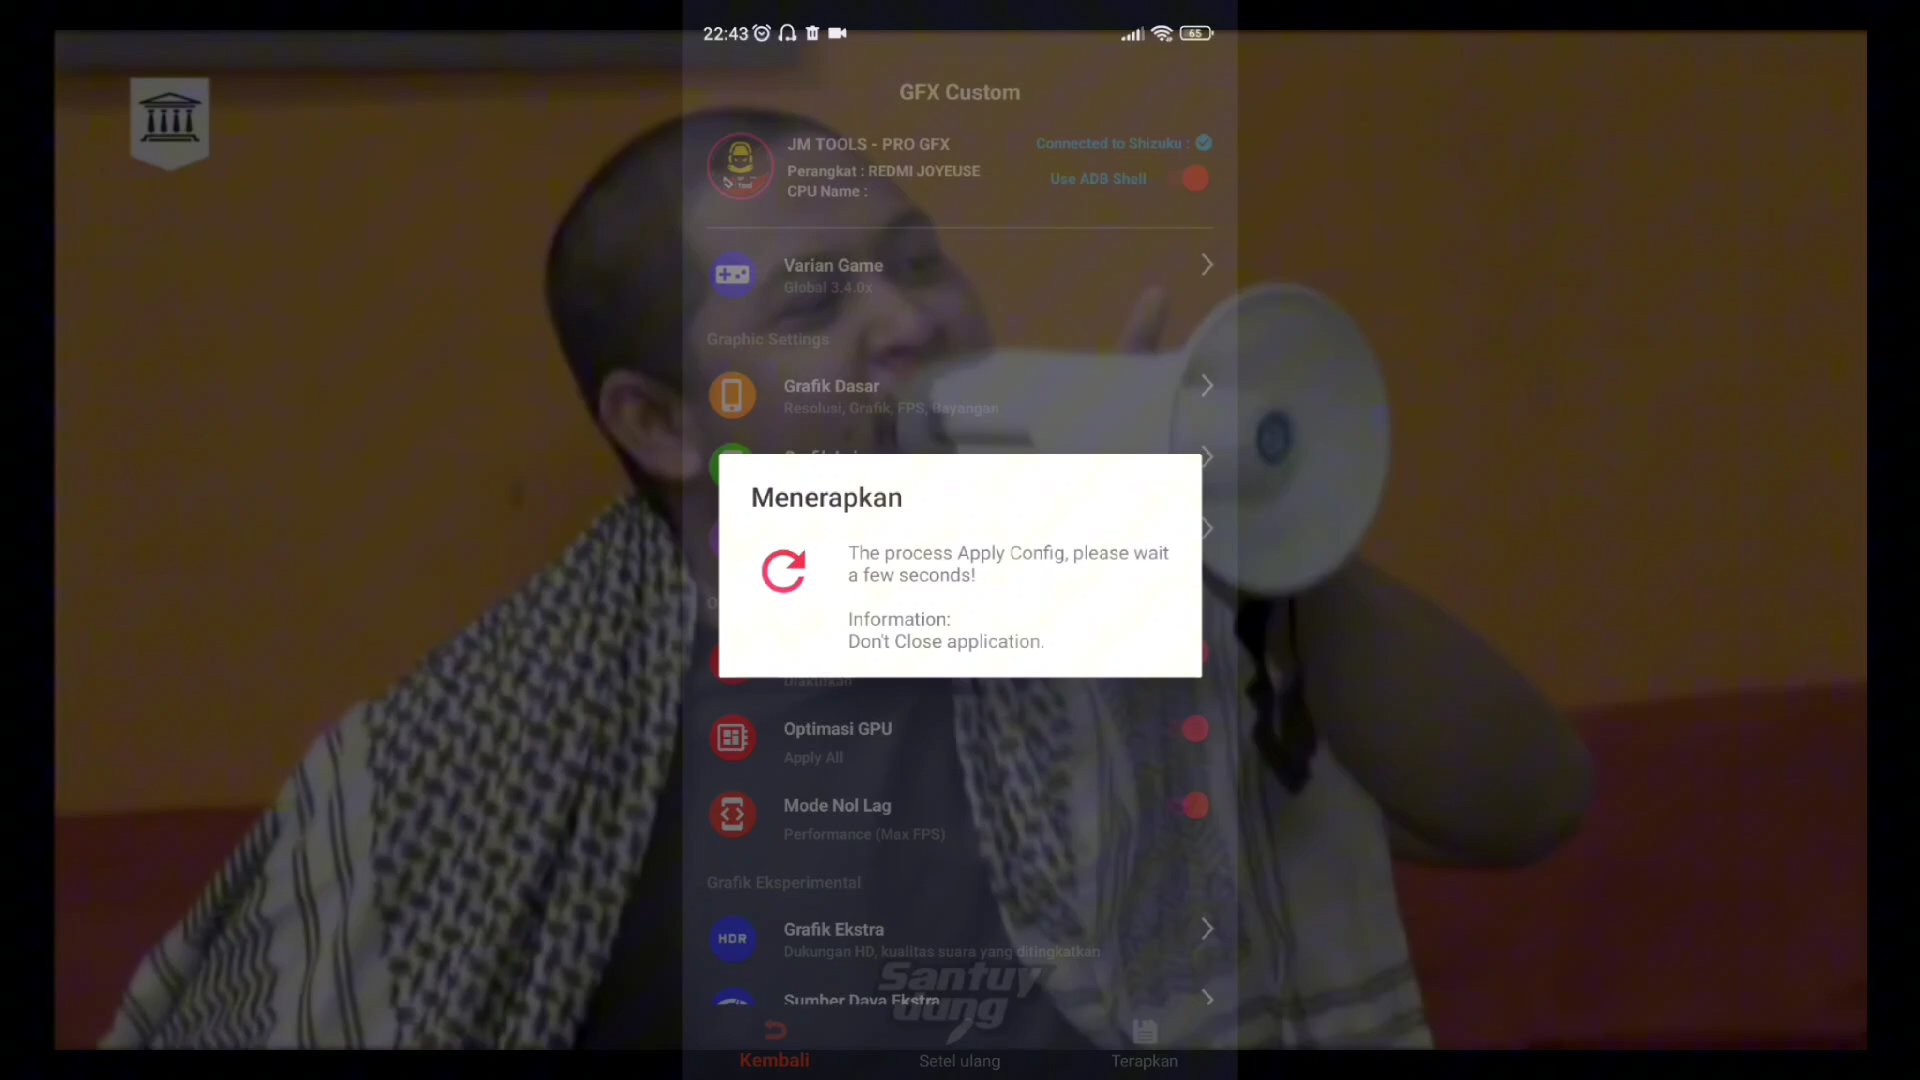 22:43
65
GFX Custom
JM TOOLS - PRO GFX
Connected to Shizuku :
Perangkat : REDMI JOYEUSE
Use ADB Shell
CPU Name :
Varian Game
Global 3.4.0x
Graphic Settings
Grafik Dasar
Resolusi, Grafik, FPS, Bayangan
Menerapkan
The process Apply Config, please wait
a few seconds!
Information:
Don't Close application.
Optimasi GPU
Apply All
Mode Nol Lag
Performance (Max FPS)
Grafik Eksperimental
HDR
Grafik Ekstra
Dukungan HD, kualitas suara yang ditingkatkan
Santuy
dang
Sumber Daya Ekstra
Kembali
Setel ulang
Terapkan